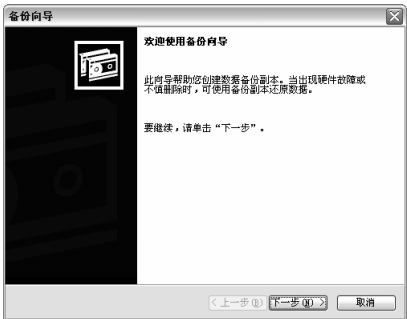 备份向导
欢迎使用备份向导
此向导帮助您创建数据备份副本。当出现硬件故障或
不慎删除时，可使用备份副本还原数据。
要继续，请单击“下一步”。
< 上一步(B) 下一步(N) > 取消